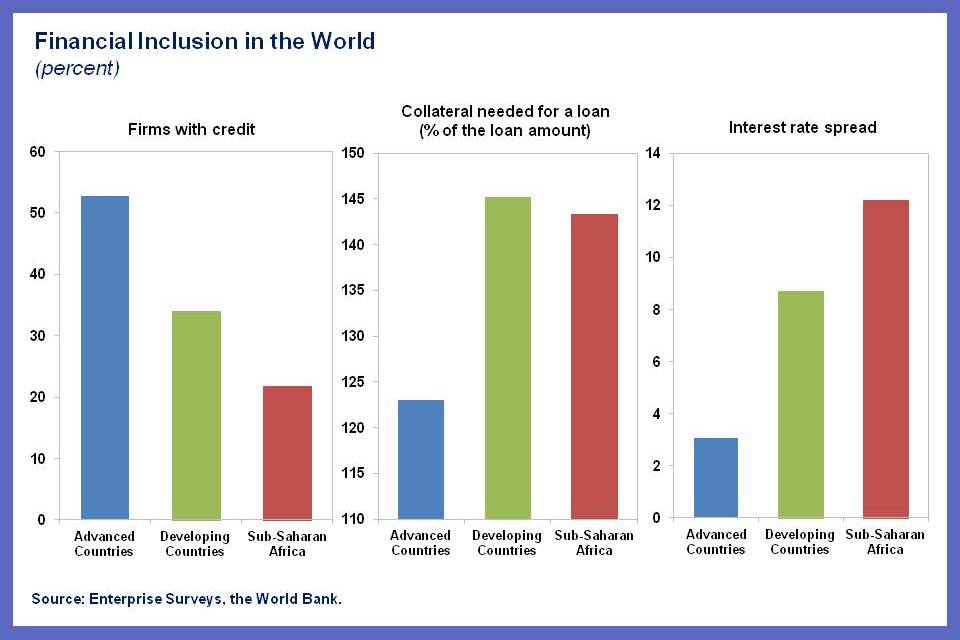 Financial Inclusion in the World
(percent)
Firms with credit
60
50
40
30
20
10
0
Advanced
Countries
Developing
Countries
Sub-Saharan
Africa
Collateral needed for a loan
(% of the loan amount)
150
145
140
135
130
125
120
115
110
Advanced
Countries
Developing
Countries
Sub-Saharan
Africa
Interest rate spread
14
12
10
8
6
4
2
0
Advanced
Countries
Developing
Countries
Sub-Saharan
Africa
Source: Enterprise Surveys, the World Bank.